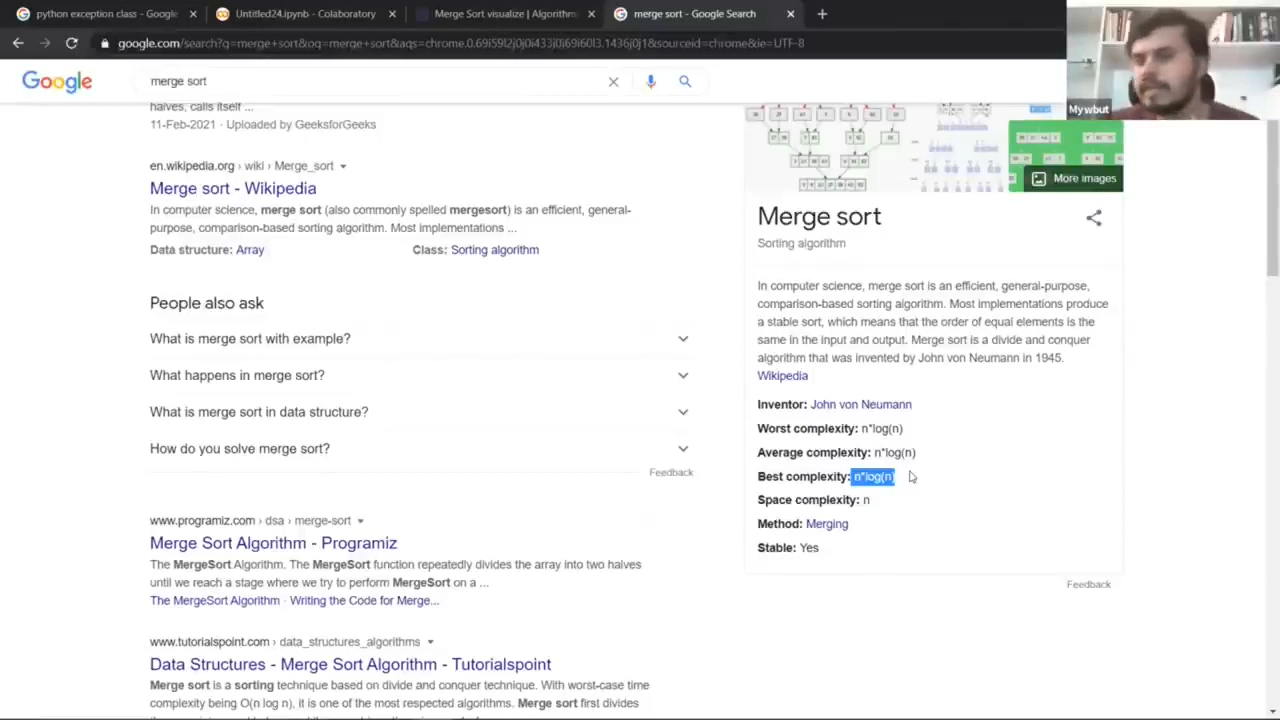 python exception class - Google
Untitled24.ipynb - Colaboratory
Merge Sort visualize | Algorithm
merge sort - Google Search
google.com/search?q=merge+sort&oq=merge+sort&aqs=chrome.0.69i59l2j0j0i433j0j69i60l3.1436j0j1&sourceid=chrome&ie=UTF-8
Mywbut
Google
merge sort
halves, calls itself ...
11-Feb-2021 · Uploaded by GeeksforGeeks
en.wikipedia.org › wiki › Merge_sort
Merge sort - Wikipedia
In computer science, merge sort (also commonly spelled mergesort) is an efficient, general-
purpose, comparison-based sorting algorithm. Most implementations ...
Data structure: Array
Class: Sorting algorithm
People also ask
What is merge sort with example?
What happens in merge sort?
What is merge sort in data structure?
How do you solve merge sort?
Feedback
www.programiz.com › dsa › merge-sort
Merge Sort Algorithm - Programiz
The MergeSort Algorithm. The MergeSort function repeatedly divides the array into two halves
until we reach a stage where we try to perform MergeSort on a ...
The MergeSort Algorithm · Writing the Code for Merge...
www.tutorialspoint.com › data_structures_algorithms
Data Structures - Merge Sort Algorithm - Tutorialspoint
Merge sort is a sorting technique based on divide and conquer technique. With worst-case time
complexity being Ο(n log n), it is one of the most respected algorithms. Merge sort first divides
More images
Merge sort
Sorting algorithm
In computer science, merge sort is an efficient, general-purpose,
comparison-based sorting algorithm. Most implementations produce
a stable sort, which means that the order of equal elements is the
same in the input and output. Merge sort is a divide and conquer
algorithm that was invented by John von Neumann in 1945.
Wikipedia
Inventor: John von Neumann
Worst complexity: n*log(n)
Average complexity: n*log(n)
Best complexity: n*log(n)
Space complexity: n
Method: Merging
Stable: Yes
Feedback